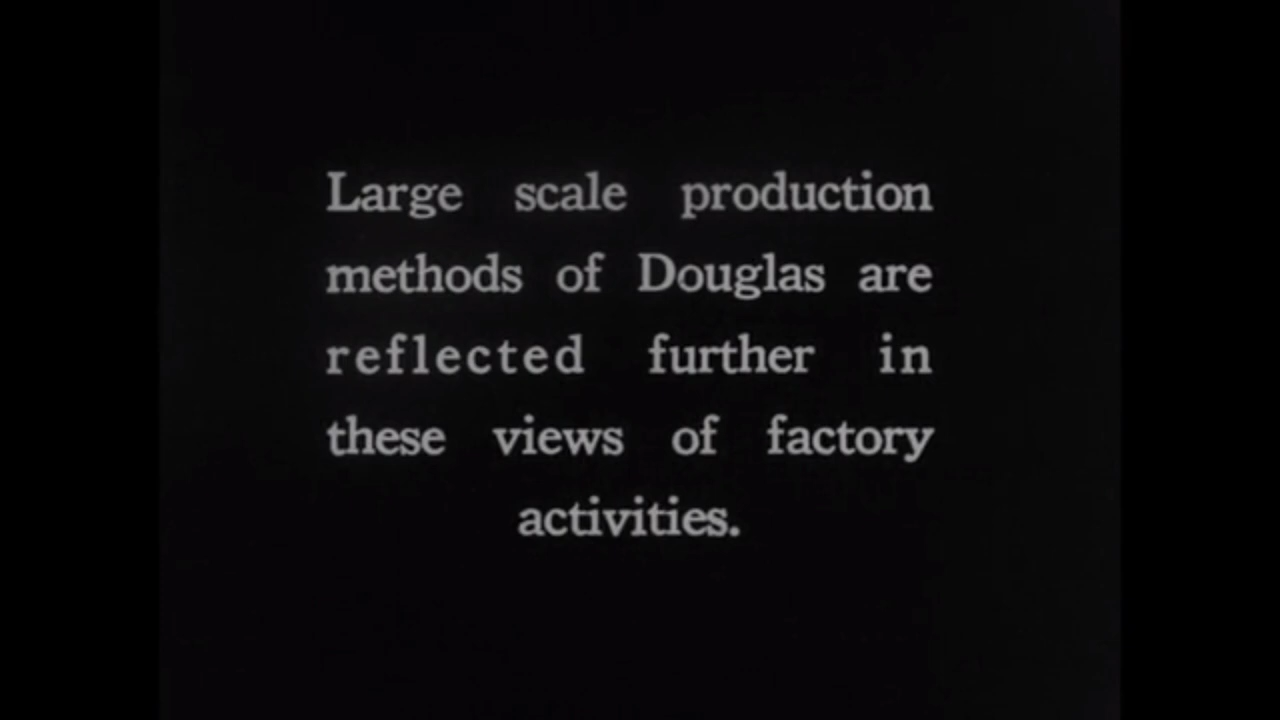 Large scale production
methods of Douglas are
reflected further in
these views of factory
activities.